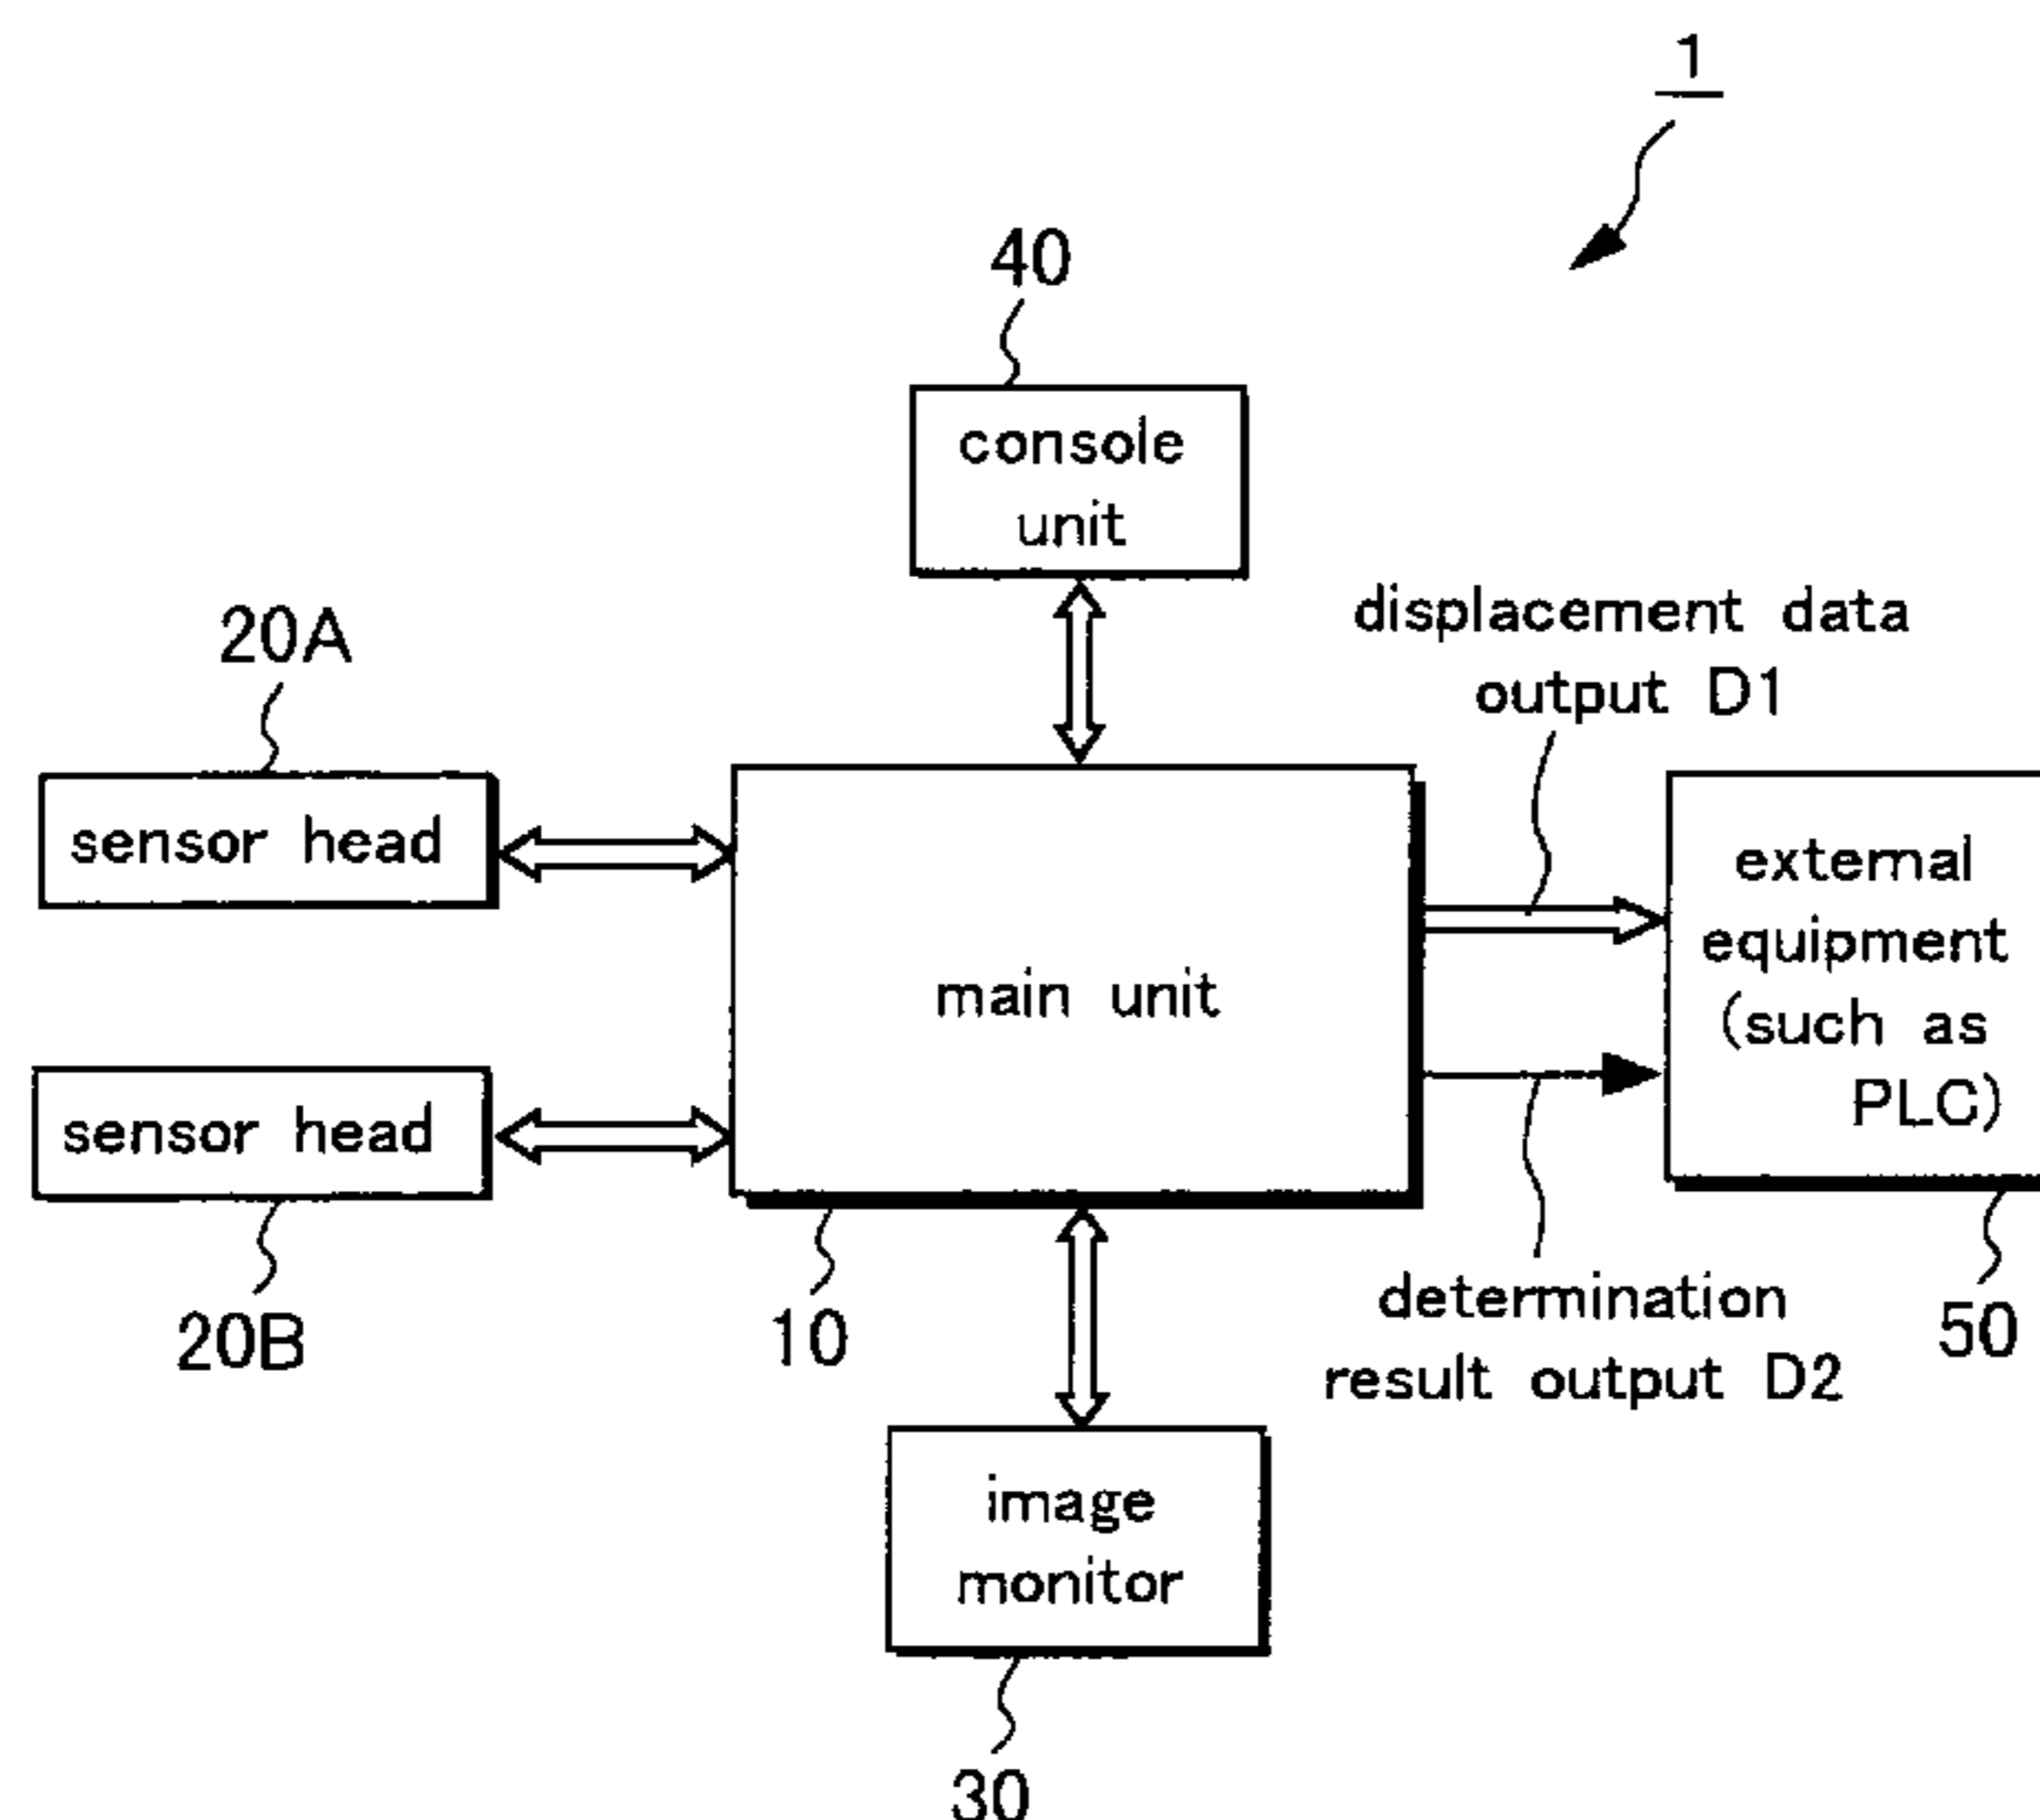 1
40
console
unit
displacement data
output D1
20A
sensor head
main unit
external
equipment
(such as
PLC)
sensor head
20B
10
determination
result output D2
50
image
monitor
30